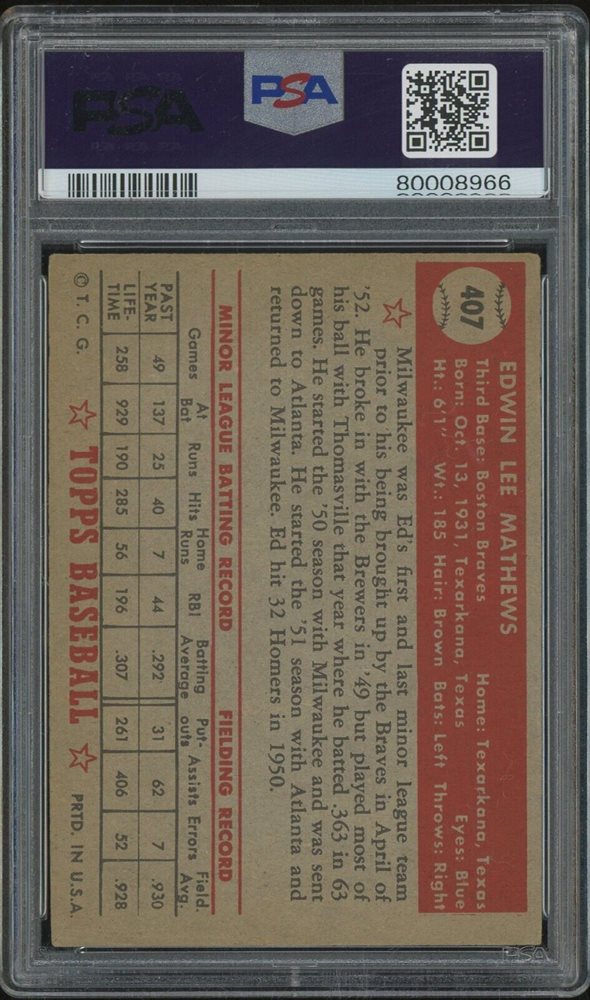 PSA
PSA
80008966
407
EDWIN LEE MATHEWS
Third Base: Boston Braves Home: Texarkana, Texas
Born: Oct. 13, 1931, Texarkana, Texas Eyes: Blue
Ht.: 6'1" Wt.: 185 Hair: Brown Bats: Left Throws: Right
Milwaukee was Ed's first and last minor league team
prior to his being brought up by the Braves in April of
'52. He broke in with the Brewers in '49 but played most of
his ball with Thomasville that year where he batted .363 in 63
games. He started the '50 season with Milwaukee and was sent
down to Atlanta. He started the '51 season with Atlanta and
returned to Milwaukee. Ed hit 32 Homers in 1950.
MINOR LEAGUE BATTING RECORD FIELDING RECORD
Games At Bat Runs Hits Home Runs RBI Batting Average Put-outs Assists Errors Field. Avg.
PAST YEAR 49 137 25 40 7 44 .292 31 62 7 .930
LIFE-TIME 258 929 190 285 56 196 .307 261 406 52 .928
© T. C. G. TOPPS BASEBALL PRTD. IN U.S.A.
PSA